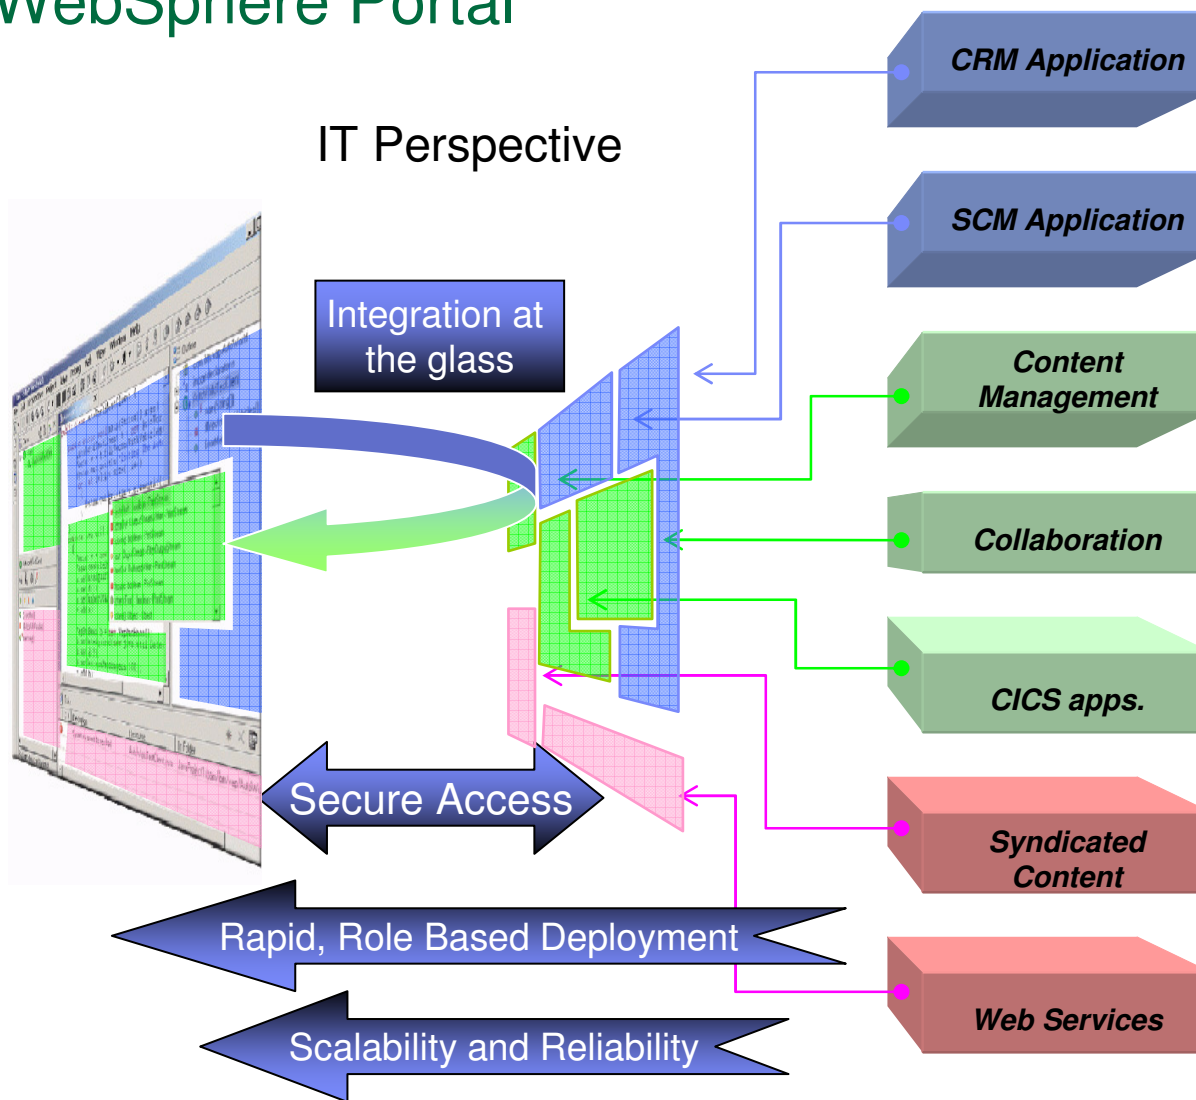 WebSphere Portal
IT Perspective
CRM Application
SCM Application
Integration at
the glass
Content
Management
Collaboration
CICS apps.
Secure Access
Syndicated
Content
Rapid, Role Based Deployment
Web Services
Scalability and Reliability